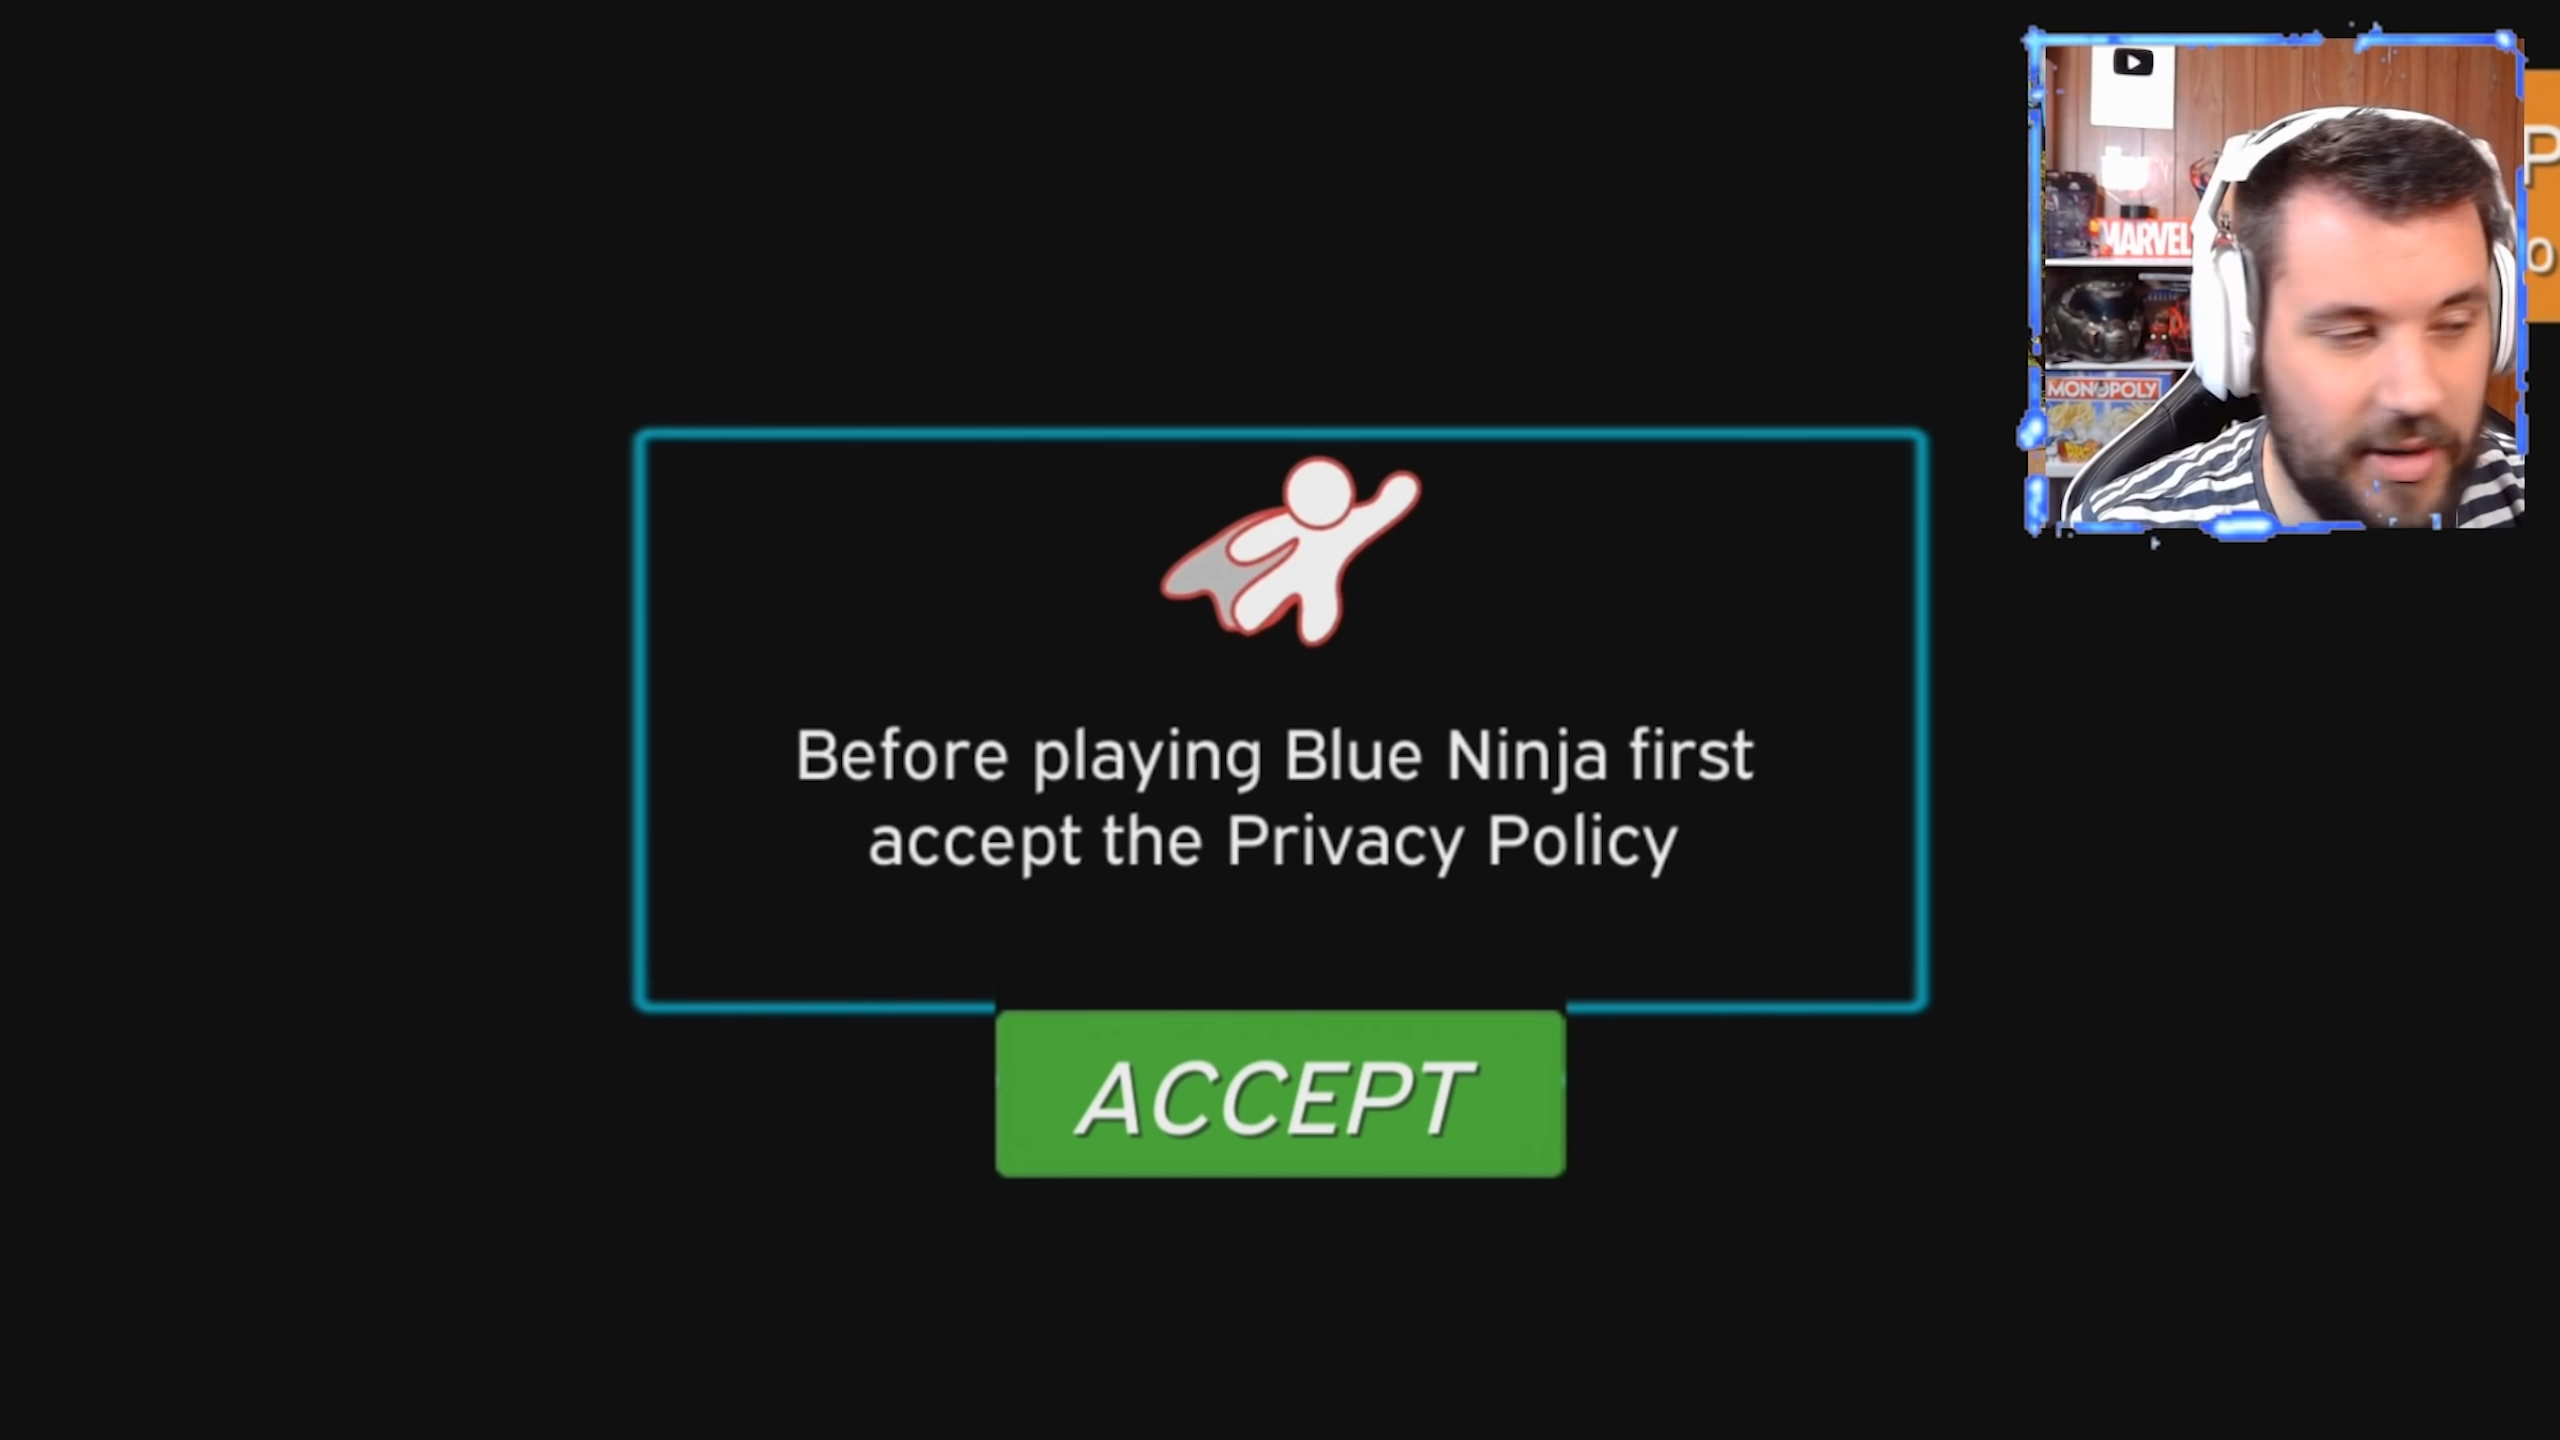 MARVEL
MONOPOLY
P
o
Before playing Blue Ninja first
accept the Privacy Policy
ACCEPT